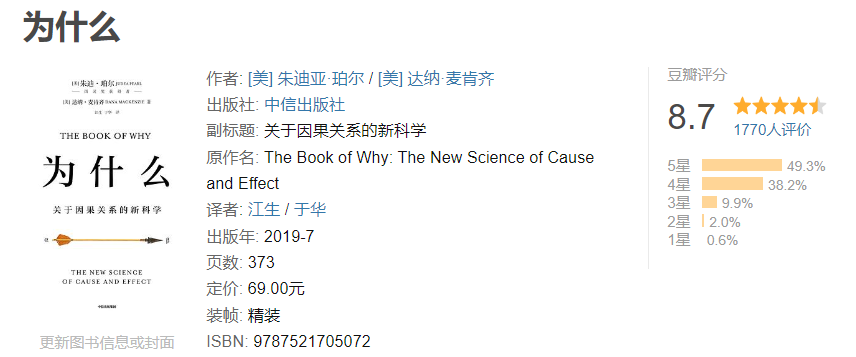 为什么
[美] 朱迪亚·珀尔 JUDEA PEARL
[美] 达纳·麦肯齐 DANA MACKENZIE 著
江生 于华 译
THE BOOK OF WHY
为什么
关于因果关系的新科学
THE NEW SCIENCE
OF CAUSE AND EFFECT
更新图书信息或封面
作者: [美] 朱迪亚·珀尔 / [美] 达纳·麦肯齐
出版社: 中信出版社
副标题: 关于因果关系的新科学
原作名: The Book of Why: The New Science of Cause
and Effect
译者: 江生 / 于华
出版年: 2019-7
页数: 373
定价: 69.00元
装帧: 精装
ISBN: 9787521705072
豆瓣评分
8.7
1770人评价
5星 49.3%
4星 38.2%
3星 9.9%
2星 2.0%
1星 0.6%